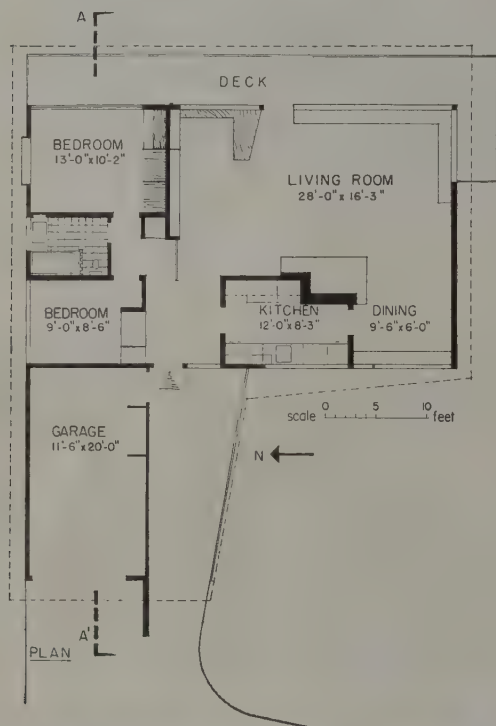 A
DECK
BEDROOM
13'-0" x 10'-2"
LIVING ROOM
28'-0" x 16'-3"
BEDROOM
9'-0" x 8'-6"
KITCHEN
12'-0" x 8'-3"
DINING
9'-6" x 6'-0"
scale 0 5 10 feet
GARAGE
11'-6" x 20'-0"
N
A'
PLAN